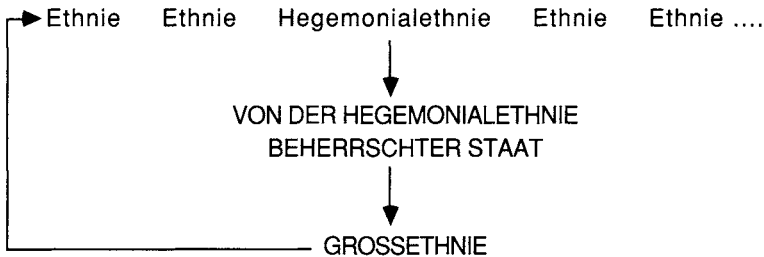 Ethnie Ethnie Hegemonialethnie Ethnie Ethnie ....
VON DER HEGEMONIALETHNIE
BEHERRSCHTER STAAT
GROSSETHNIE